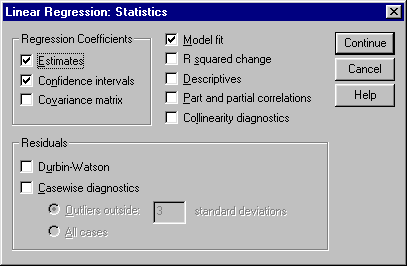 Linear Regression: Statistics
Regression Coefficients
Estimates
Confidence intervals
Covariance matrix
Model fit
R squared change
Descriptives
Part and partial correlations
Collinearity diagnostics
Continue
Cancel
Help
Residuals
Durbin-Watson
Casewise diagnostics
Outliers outside: 3 standard deviations
All cases